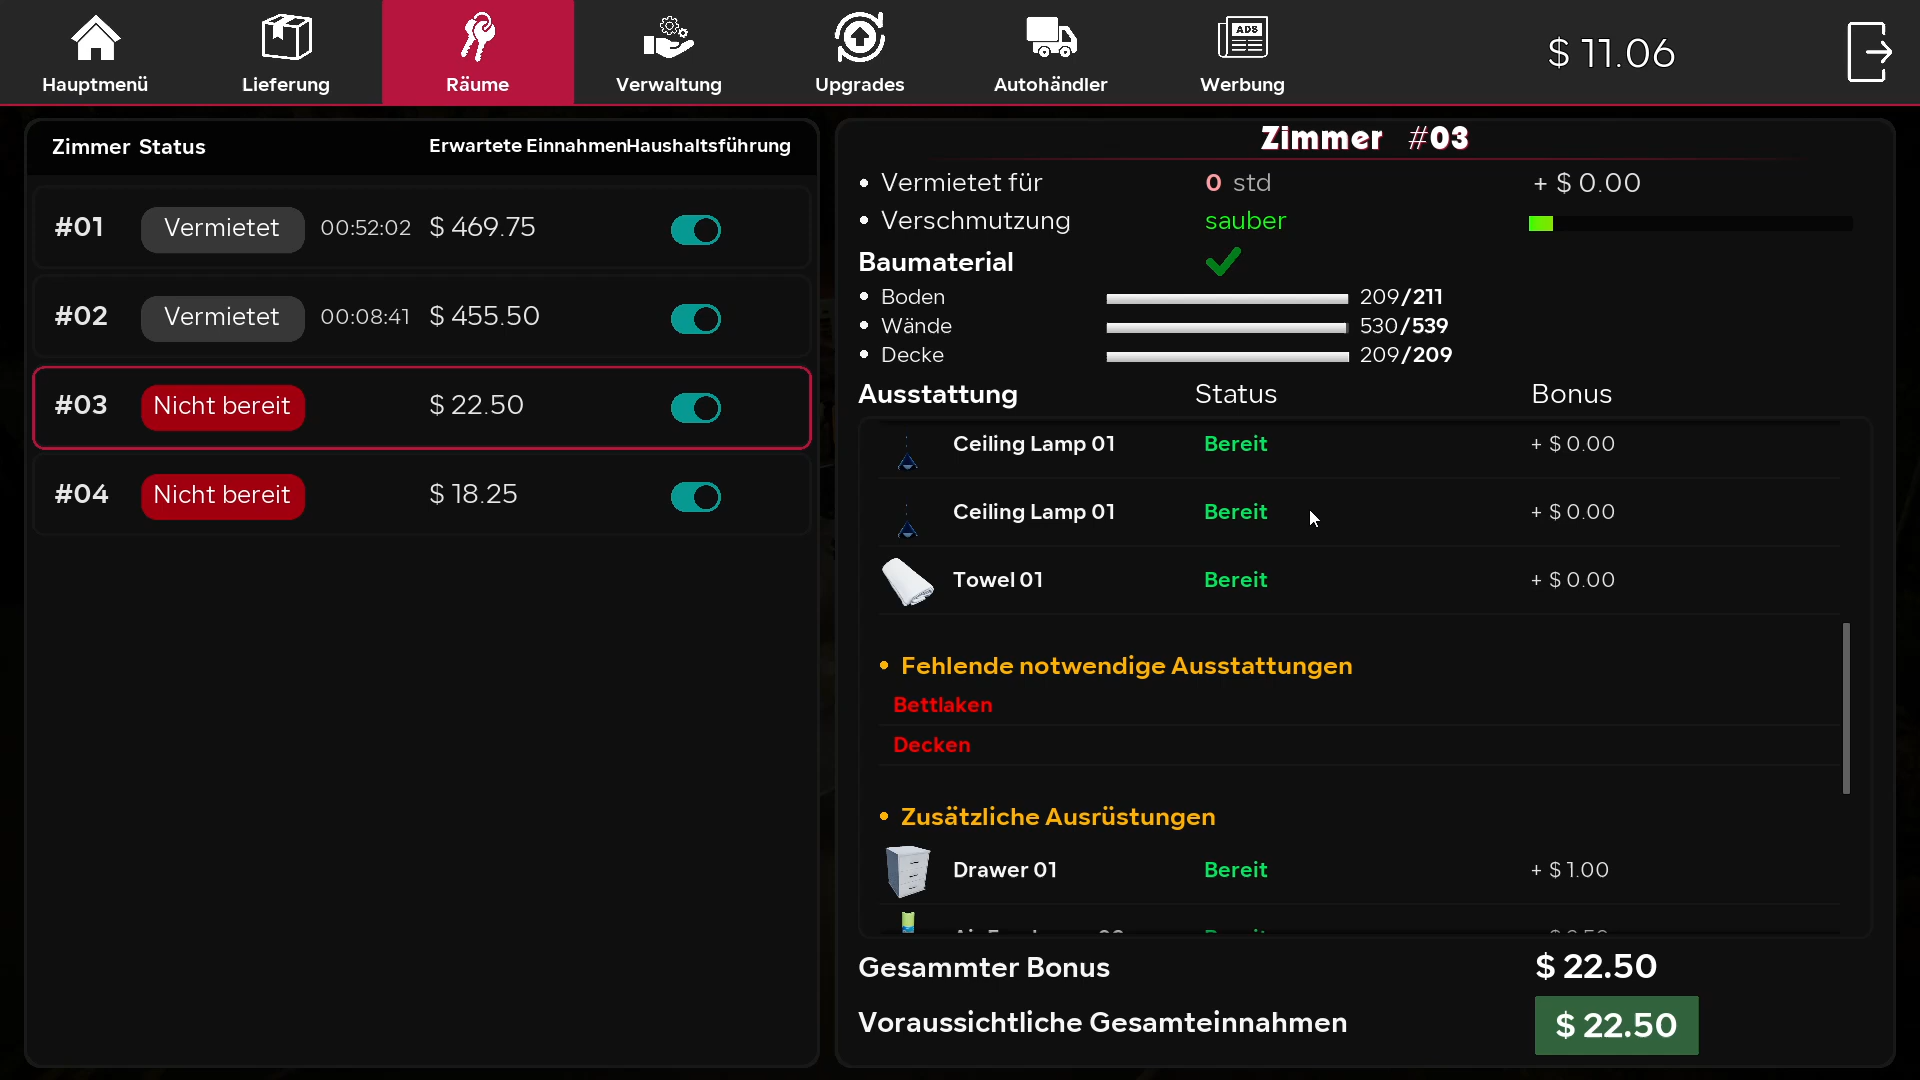 Hauptmenü
Lieferung
Räume
Verwaltung
Upgrades
Autohändler
ADS
Werbung
$ 11.06
Zimmer Status Erwartete Einnahmen Haushaltsführung
#01 Vermietet 00:52:02 $ 469.75
#02 Vermietet 00:08:41 $ 455.50
#03 Nicht bereit $ 22.50
#04 Nicht bereit $ 18.25
Zimmer #03
• Vermietet für 0 std + $ 0.00
• Verschmutzung sauber
Baumaterial
• Boden 209/211
• Wände 530/539
• Decke 209/209
Ausstattung Status Bonus
Ceiling Lamp 01 Bereit + $ 0.00
Ceiling Lamp 01 Bereit + $ 0.00
Towel 01 Bereit + $ 0.00
• Fehlende notwendige Ausstattungen
Bettlaken
Decken
• Zusätzliche Ausrüstungen
Drawer 01 Bereit + $ 1.00
Gesammter Bonus $ 22.50
Voraussichtliche Gesamteinnahmen $ 22.50